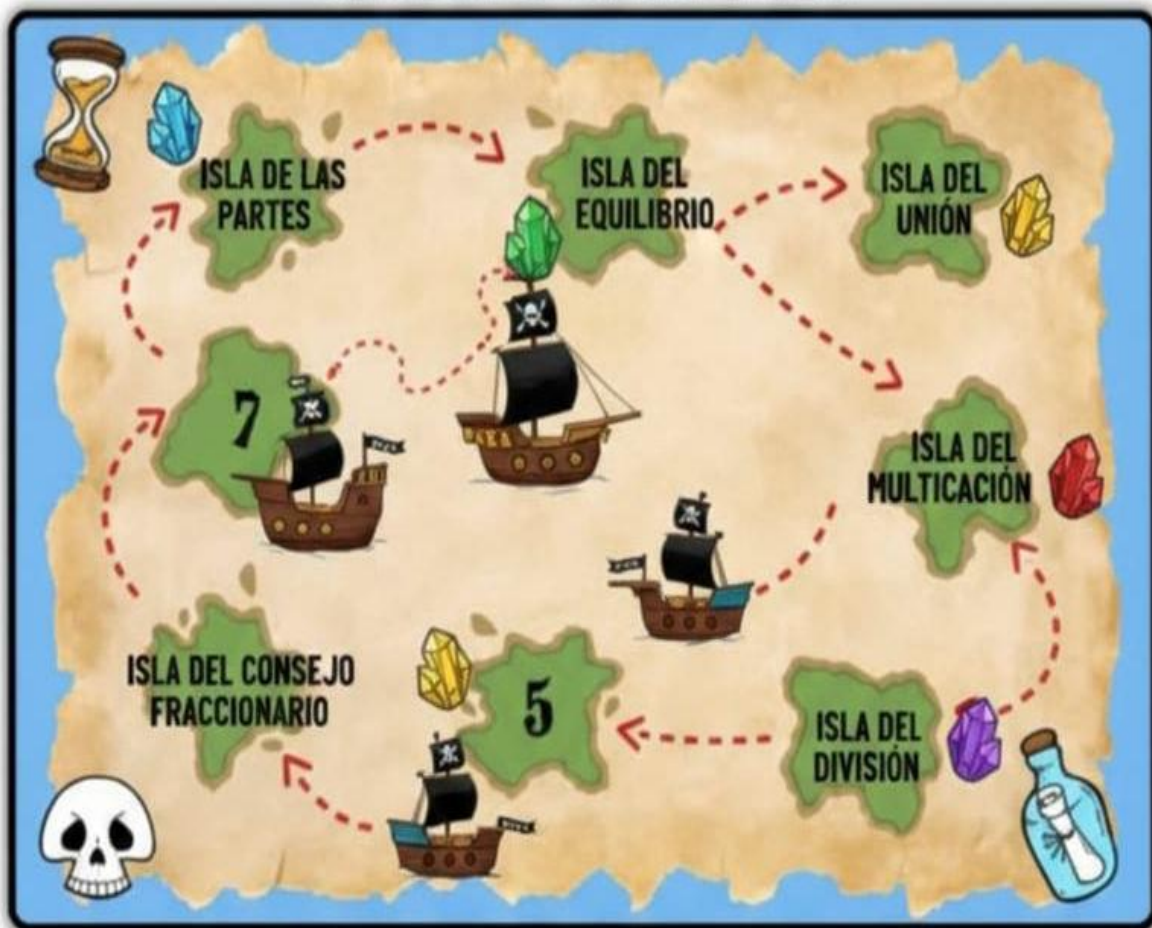 ISLA DE LAS
PARTES
ISLA DEL
EQUILIBRIO
ISLA DEL
UNIÓN
7
ISLA DEL
MULTICACIÓN
ISLA DEL CONSEJO
FRACCIONARIO
5
ISLA DEL
DIVISIÓN